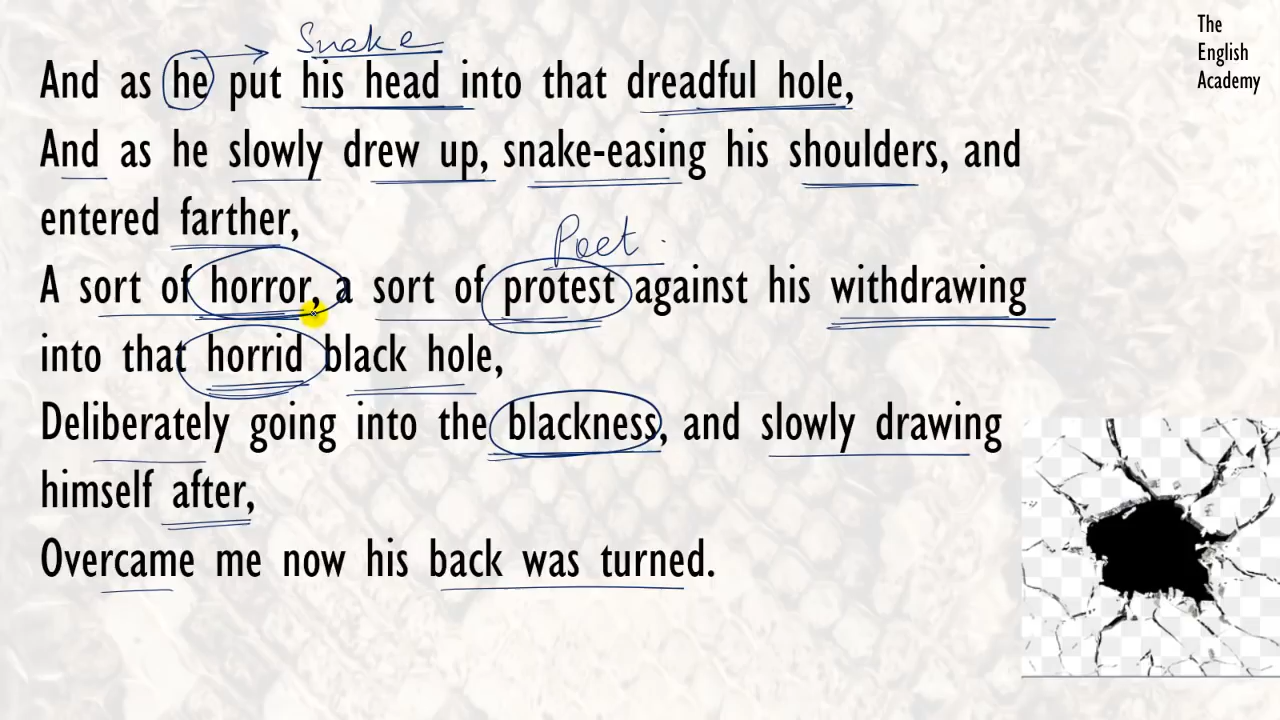 Snake
And as he put his head into that dreadful hole,
And as he slowly drew up, snake-easing his shoulders, and
entered farther,
Poet.
A sort of horror, a sort of protest against his withdrawing
into that horrid black hole,
Deliberately going into the blackness, and slowly drawing
himself after,
Overcame me now his back was turned.
The
English
Academy